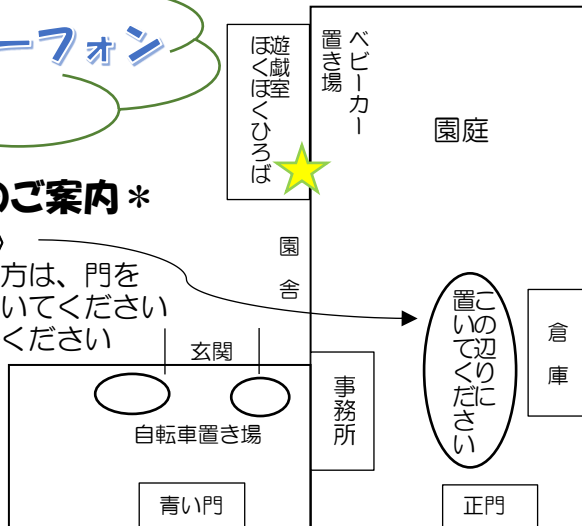 ーフォン
遊戯室
ほくほくひろば
ベビーカー
置き場
園庭
のご案内＊
方は、門を
いてください
ください
園舎
玄関
自転車置き場
事務所
この辺りに
置いてください
倉庫
青い門
正門